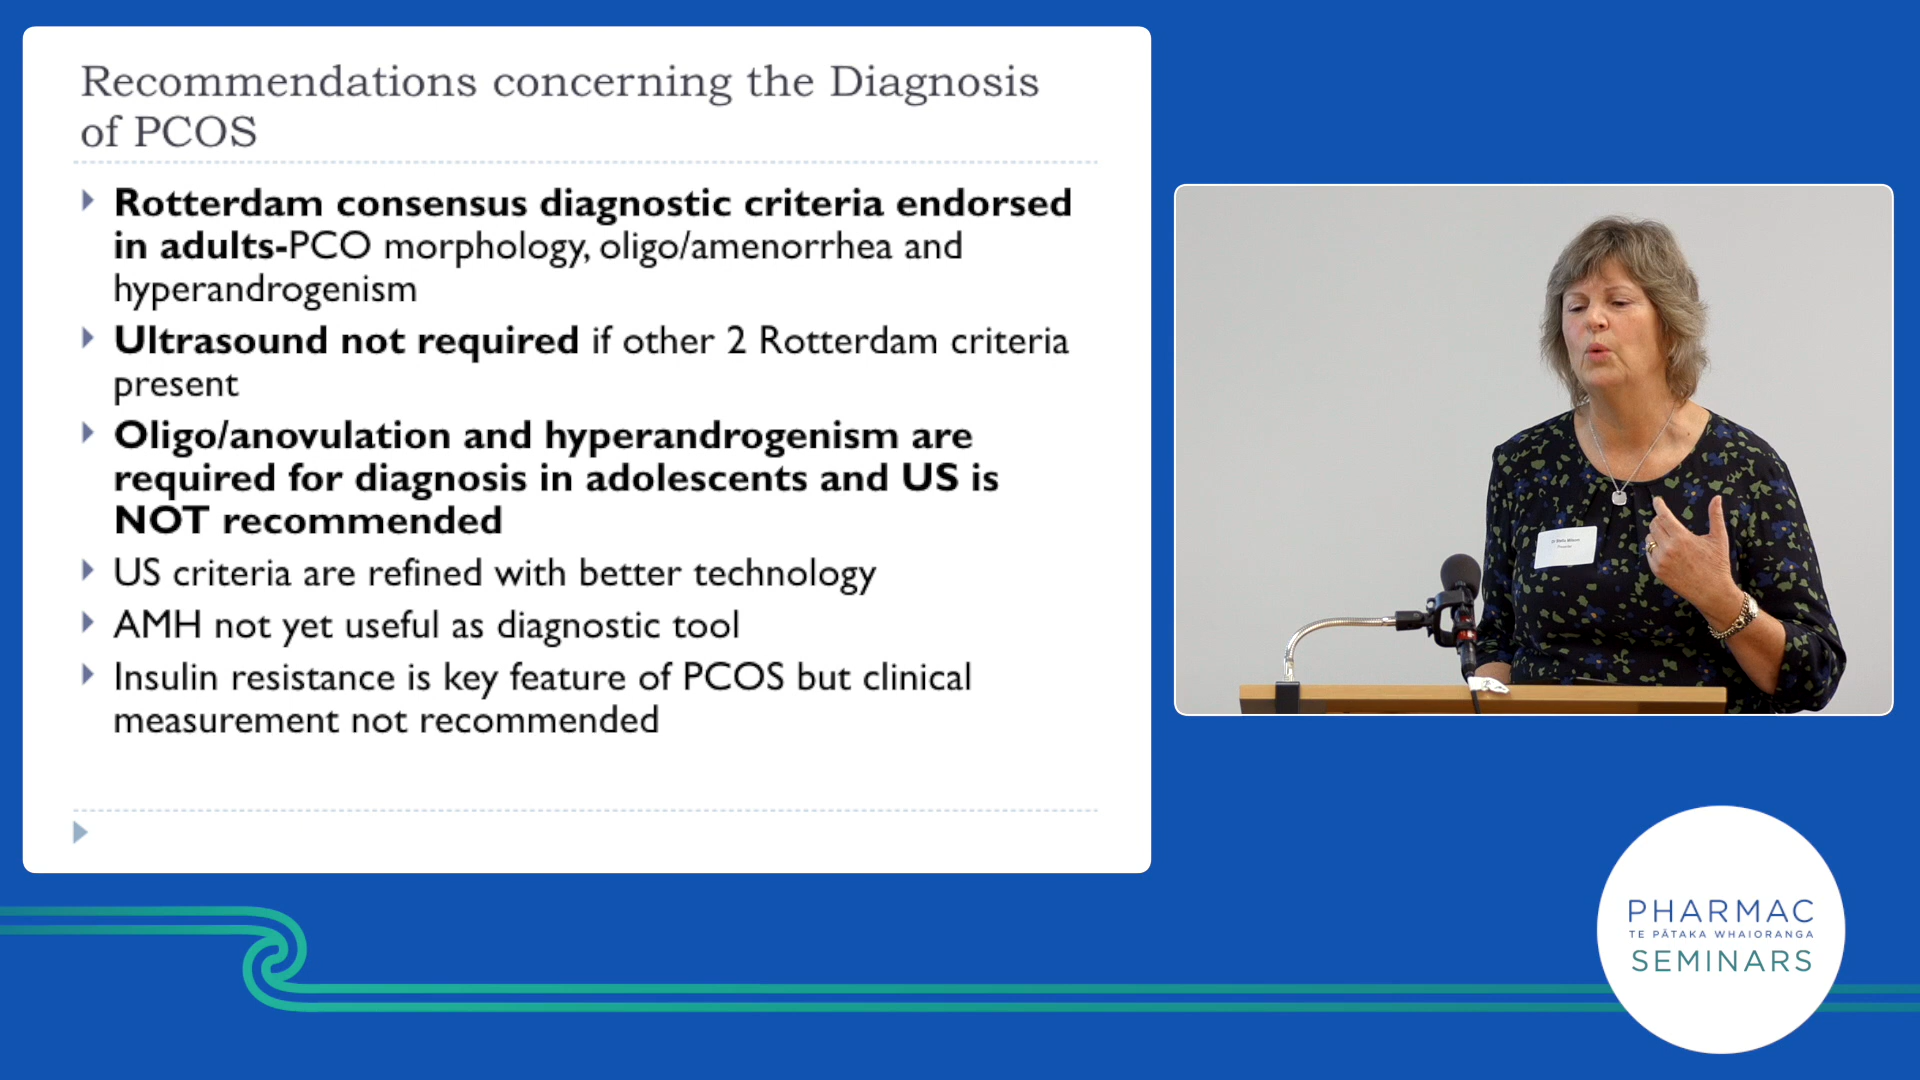 Recommendations concerning the Diagnosis
of PCOS
Rotterdam consensus diagnostic criteria endorsed
in adults-PCO morphology, oligo/amenorrhea and
hyperandrogenism
Ultrasound not required if other 2 Rotterdam criteria
present
Oligo/anovulation and hyperandrogenism are
required for diagnosis in adolescents and US is
NOT recommended
US criteria are refined with better technology
AMH not yet useful as diagnostic tool
Insulin resistance is key feature of PCOS but clinical
measurement not recommended
PHARMAC
TE PĀTAKA WHAIORANGA
SEMINARS